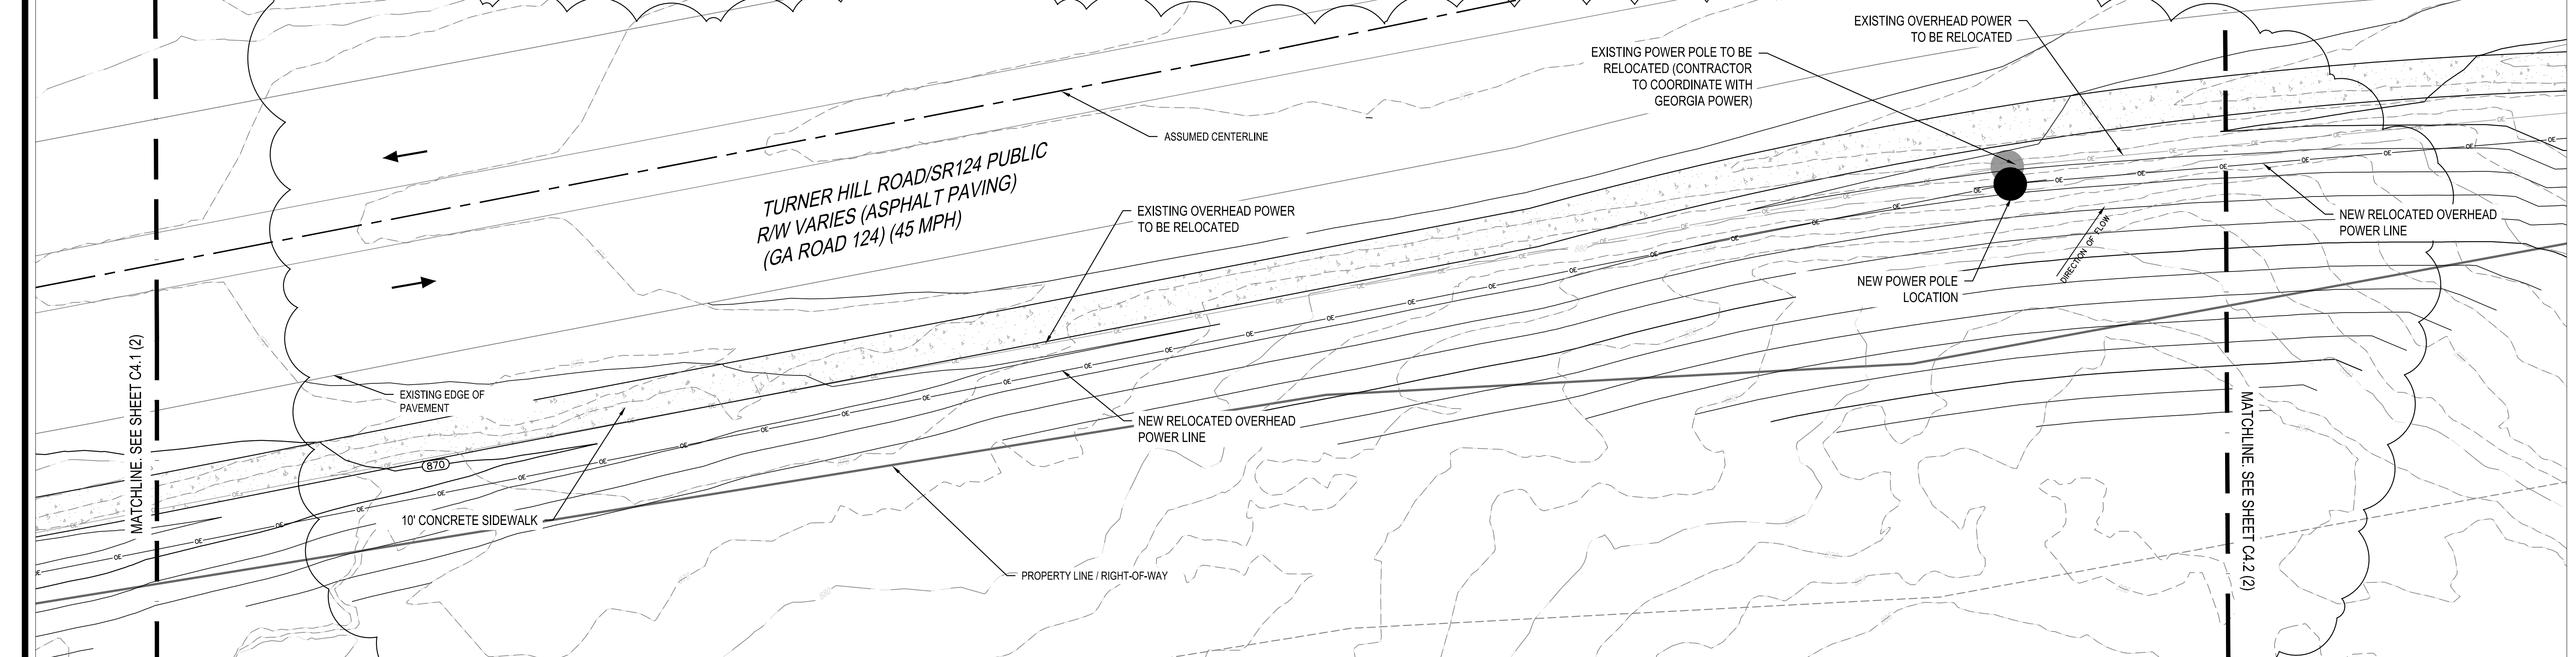 EXISTING OVERHEAD POWER
TO BE RELOCATED
EXISTING POWER POLE TO BE
RELOCATED (CONTRACTOR
TO COORDINATE WITH
GEORGIA POWER)
ASSUMED CENTERLINE
TURNER HILL ROAD/SR124 PUBLIC
R/W VARIES (ASPHALT PAVING)
(GA ROAD 124) (45 MPH)
EXISTING OVERHEAD POWER
TO BE RELOCATED
NEW RELOCATED OVERHEAD
POWER LINE
DIRECTION OF FLOW
NEW POWER POLE
LOCATION
MATCHLINE. SEE SHEET C4.1 (2)
EXISTING EDGE OF
PAVEMENT
NEW RELOCATED OVERHEAD
POWER LINE
MATCHLINE. SEE SHEET C4.2 (2)
870
10' CONCRETE SIDEWALK
PROPERTY LINE / RIGHT-OF-WAY
OE